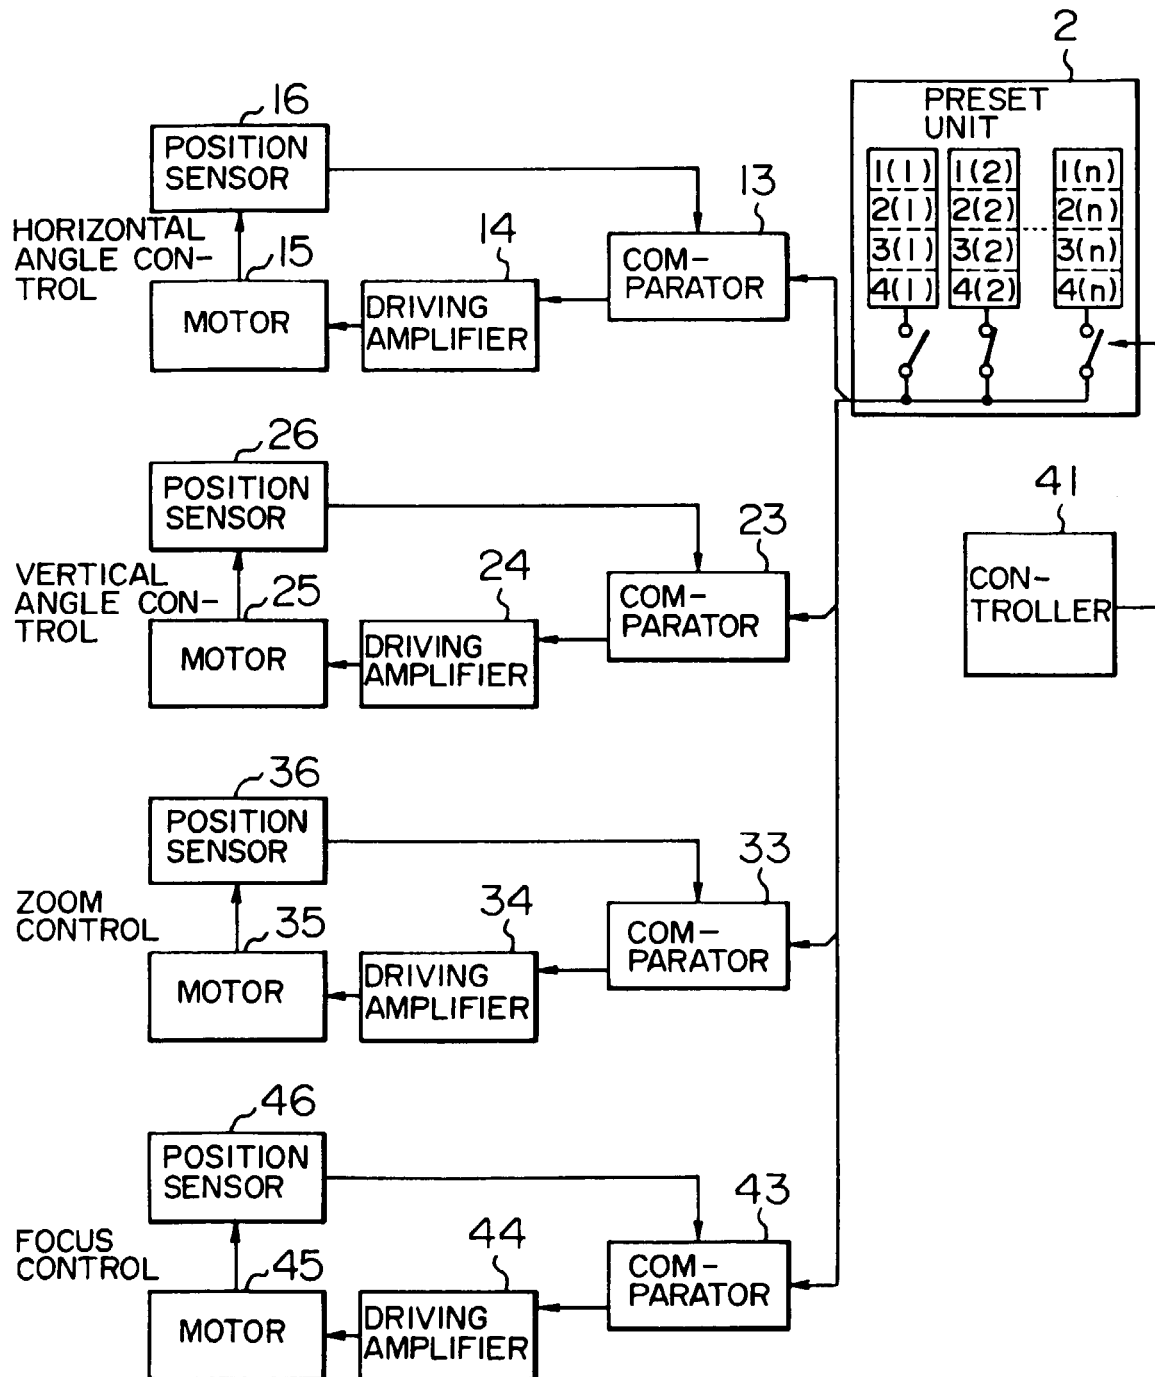 2
PRESET
UNIT
1(1) 1(2) 1(n)
2(1) 2(2) 2(n)
3(1) 3(2) 3(n)
4(1) 4(2) 4(n)
16
POSITION
SENSOR
13
COM-
PARATOR
HORIZONTAL
ANGLE CON-
TROL
15
MOTOR
14
DRIVING
AMPLIFIER
26
POSITION
SENSOR
23
COM-
PARATOR
41
CON-
TROLLER
VERTICAL
ANGLE CON-
TROL
25
MOTOR
24
DRIVING
AMPLIFIER
36
POSITION
SENSOR
33
COM-
PARATOR
ZOOM
CONTROL
35
MOTOR
34
DRIVING
AMPLIFIER
46
POSITION
SENSOR
43
COM-
PARATOR
FOCUS
CONTROL
45
MOTOR
44
DRIVING
AMPLIFIER